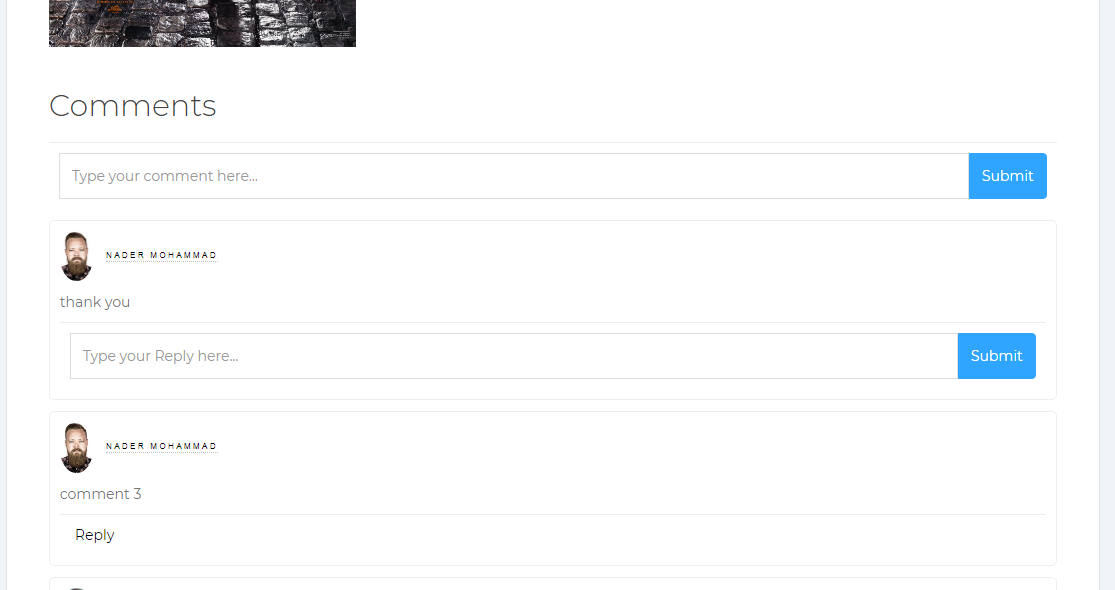 Comments
Type your comment here...
Submit
NADER MOHAMMAD
thank you
Type your Reply here...
Submit
NADER MOHAMMAD
comment 3
Reply